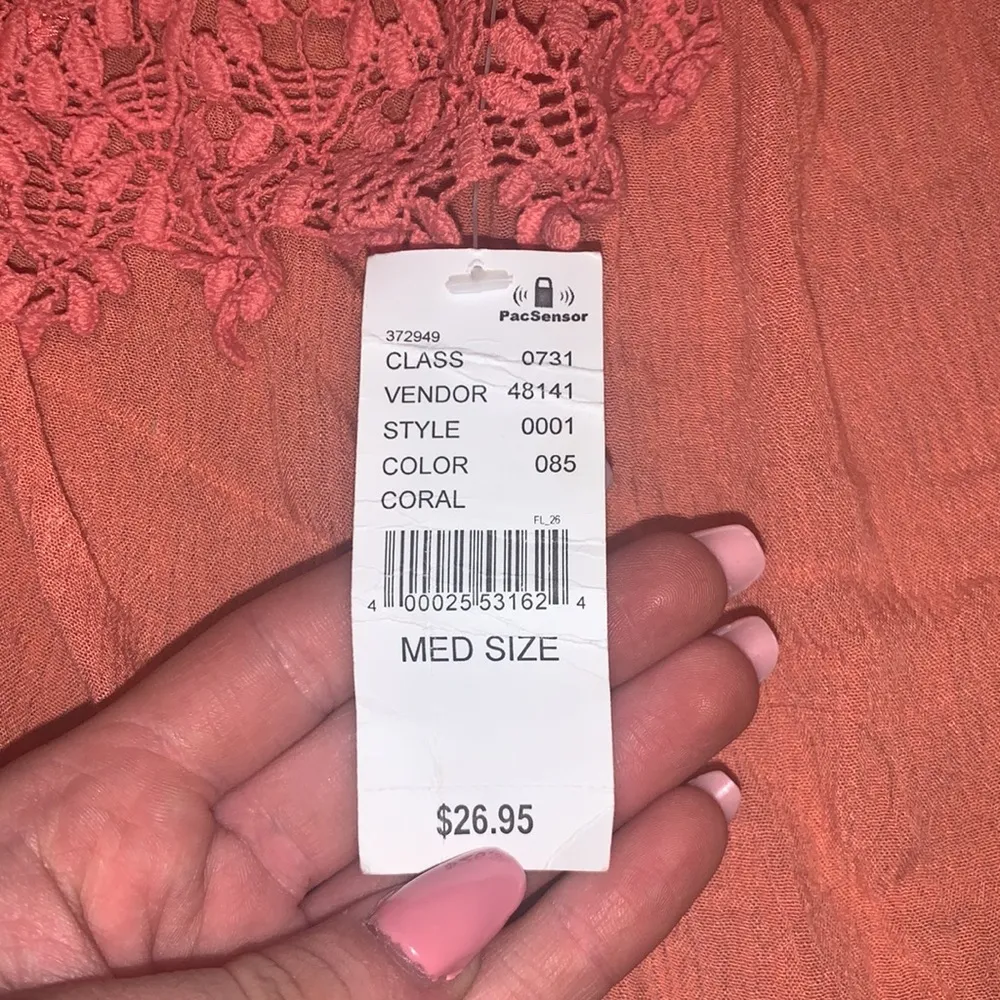 PacSensor
372949
CLASS 0731
VENDOR 48141
STYLE 0001
COLOR 085
CORAL
FL_26
4 00025 53162 4
MED SIZE
$26.95